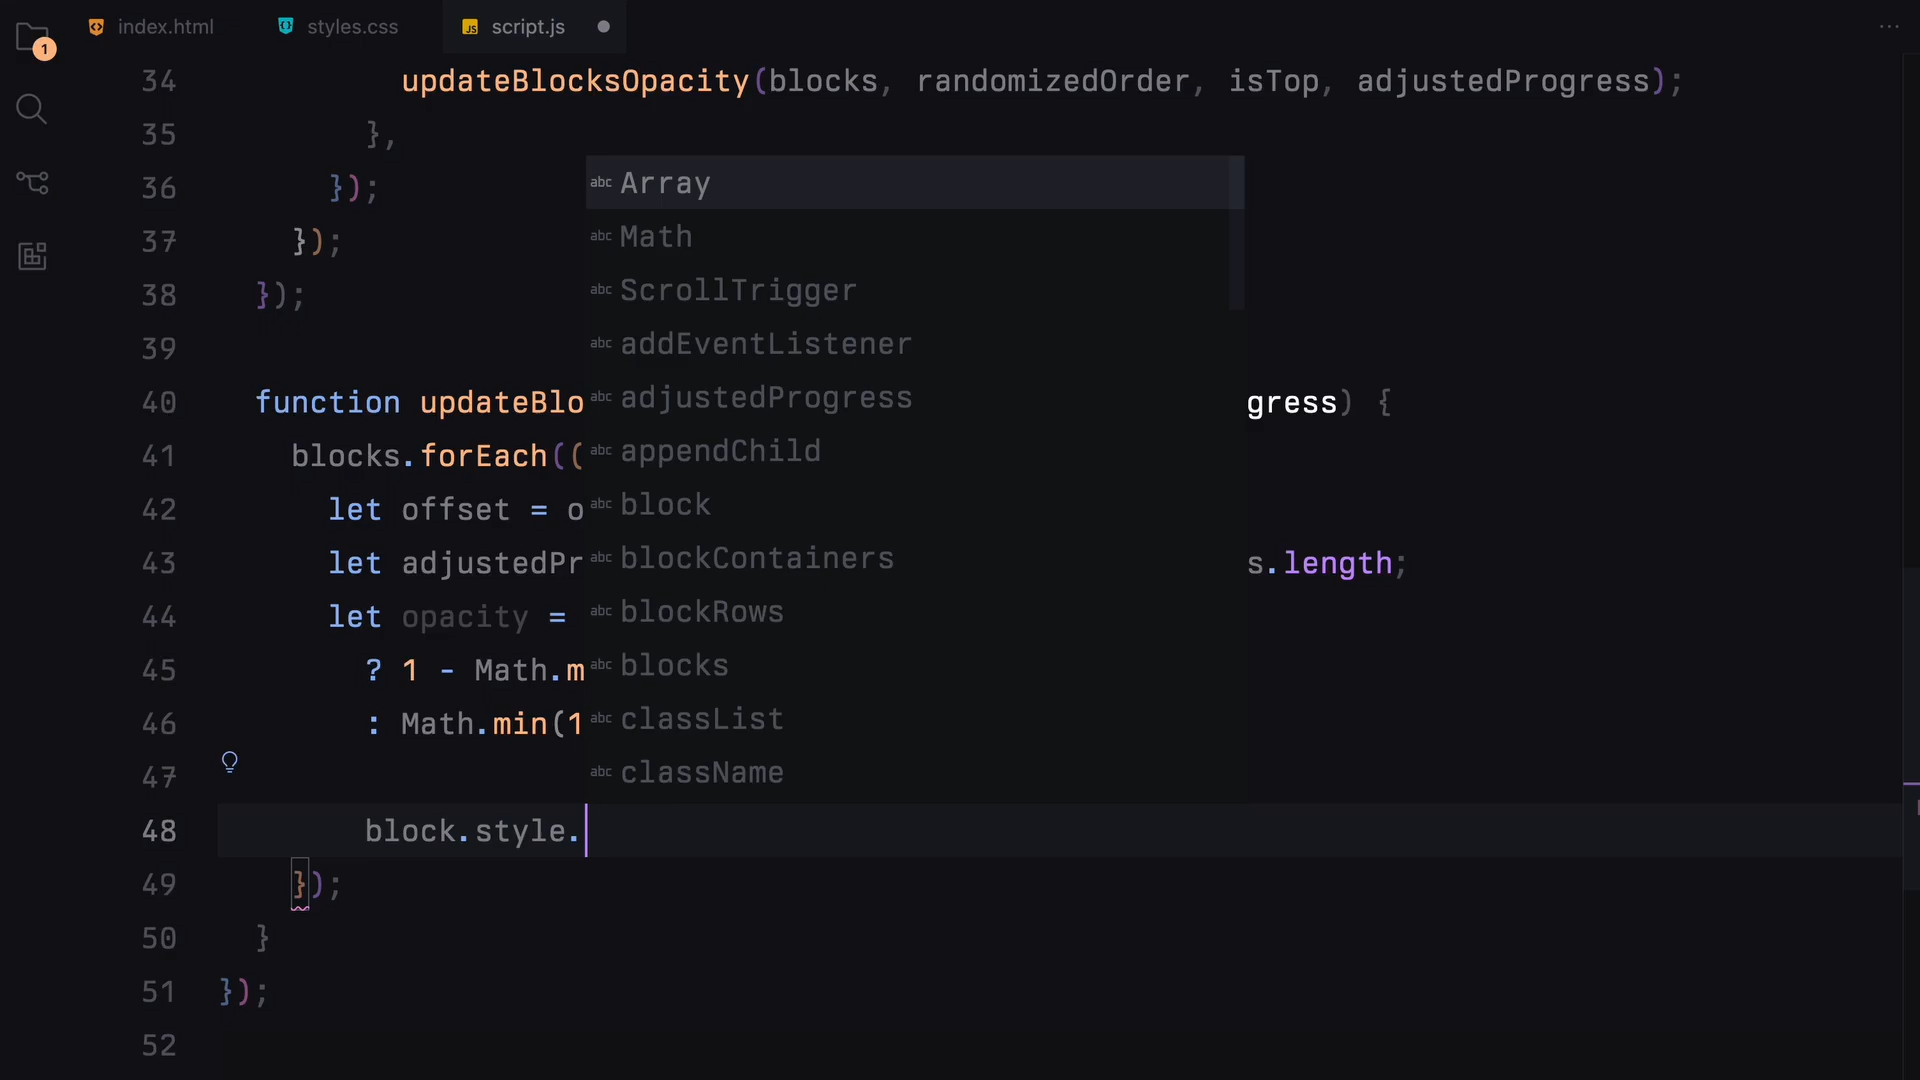 1
index.html
styles.css
JS script.js
...
34 updateBlocksOpacity(blocks, randomizedOrder, isTop, adjustedProgress);
35 },
36 });
37 });
38 });
39
40 function updateBlo gress) {
41 blocks.forEach((
42 let offset = o
43 let adjustedPr s.length;
44 let opacity =
45 ? 1 - Math.m
46 : Math.min(1
47
48 block.style.
49 });
50 }
51 });
52
abc Array
abc Math
abc ScrollTrigger
abc addEventListener
abc adjustedProgress
abc appendChild
abc block
abc blockContainers
abc blockRows
abc blocks
abc classList
abc className